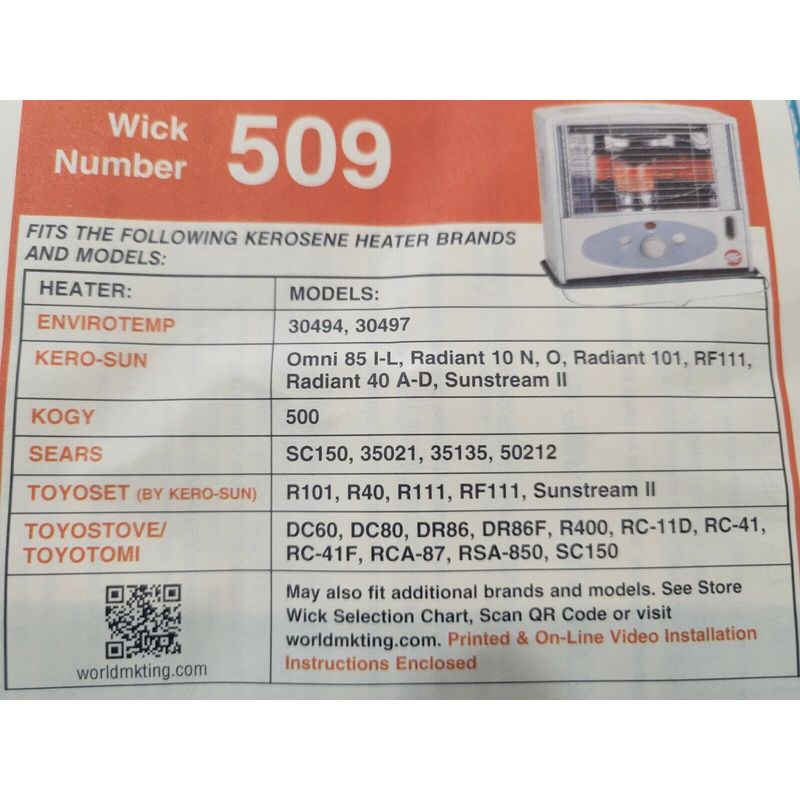 Wick
Number 509
FITS THE FOLLOWING KEROSENE HEATER BRANDS
AND MODELS:
HEATER: MODELS:
ENVIROTEMP 30494, 30497
KERO-SUN Omni 85 I-L, Radiant 10 N, O, Radiant 101, RF111,
Radiant 40 A-D, Sunstream II
KOGY 500
SEARS SC150, 35021, 35135, 50212
TOYOSET (BY KERO-SUN) R101, R40, R111, RF111, Sunstream II
TOYOSTOVE/ DC60, DC80, DR86, DR86F, R400, RC-11D, RC-41,
TOYOTOMI RC-41F, RCA-87, RSA-850, SC150
May also fit additional brands and models. See Store
Wick Selection Chart, Scan QR Code or visit
worldmkting.com. Printed & On-Line Video Installation
Instructions Enclosed
worldmkting.com